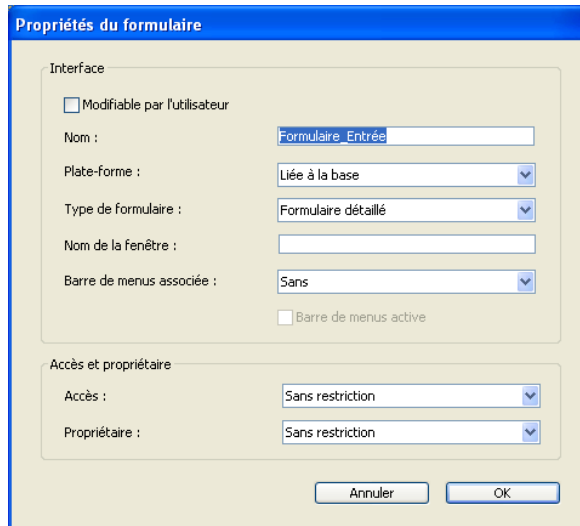 Propriétés du formulaire
Interface
Modifiable par l'utilisateur
Nom : Formulaire_Entrée
Plate-forme : Liée à la base
Type de formulaire : Formulaire détaillé
Nom de la fenêtre :
Barre de menus associée : Sans
Barre de menus active
Accès et propriétaire
Accès : Sans restriction
Propriétaire : Sans restriction
Annuler OK